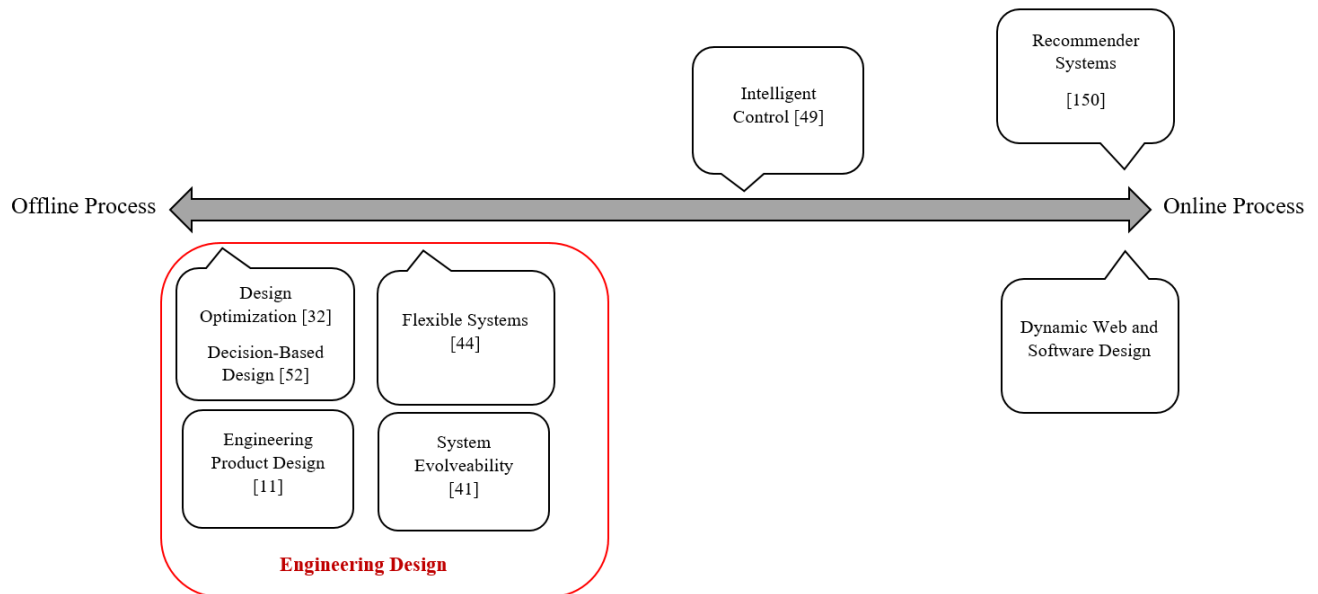 Recommender
Systems
[150]
Intelligent
Control [49]
Offline Process
Online Process
Design
Optimization [32]
Decision-Based
Design [52]
Flexible Systems
[44]
Dynamic Web and
Software Design
Engineering
Product Design
[11]
System
Evolveability
[41]
Engineering Design